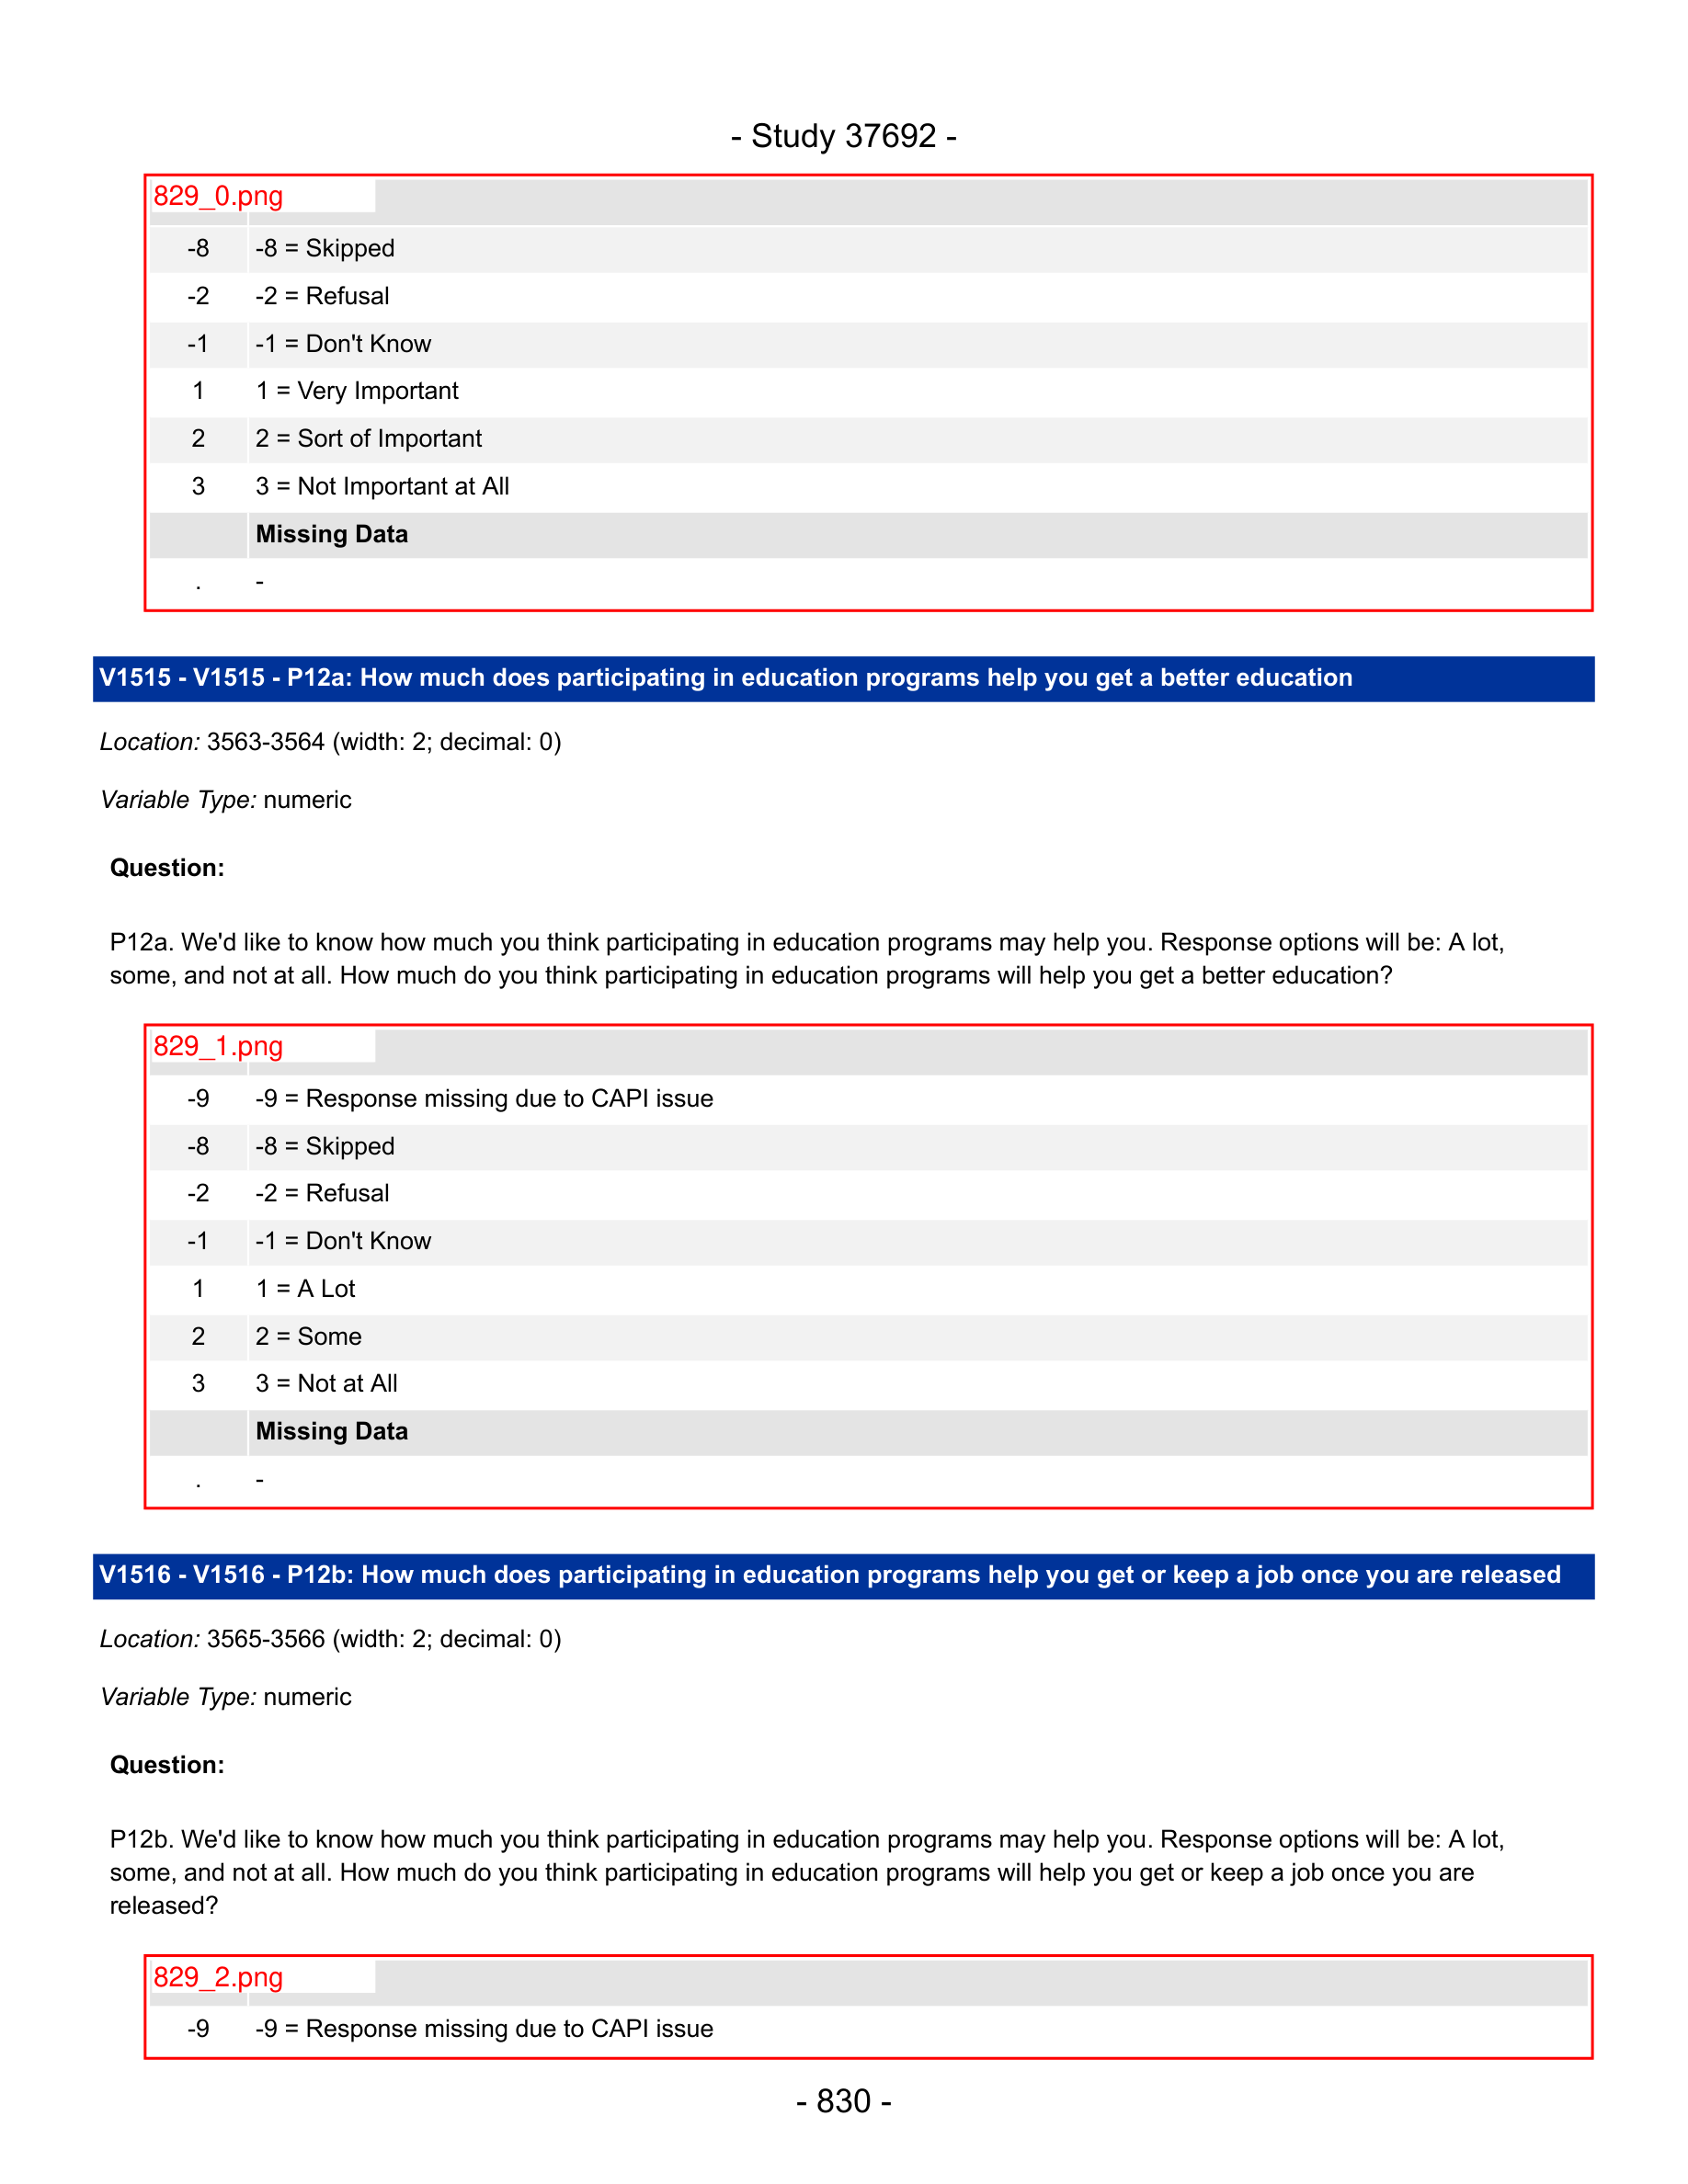 - Study 37692 -
829_0.png
-8 -8 = Skipped
-2 -2 = Refusal
-1 -1 = Don't Know
1 1 = Very Important
2 2 = Sort of Important
3 3 = Not Important at All
Missing Data
. -
V1515 - V1515 - P12a: How much does participating in education programs help you get a better education
Location: 3563-3564 (width: 2; decimal: 0)
Variable Type: numeric
Question:
P12a. We'd like to know how much you think participating in education programs may help you. Response options will be: A lot,
some, and not at all. How much do you think participating in education programs will help you get a better education?
829_1.png
-9 -9 = Response missing due to CAPI issue
-8 -8 = Skipped
-2 -2 = Refusal
-1 -1 = Don't Know
1 1 = A Lot
2 2 = Some
3 3 = Not at All
Missing Data
. -
V1516 - V1516 - P12b: How much does participating in education programs help you get or keep a job once you are released
Location: 3565-3566 (width: 2; decimal: 0)
Variable Type: numeric
Question:
P12b. We'd like to know how much you think participating in education programs may help you. Response options will be: A lot,
some, and not at all. How much do you think participating in education programs will help you get or keep a job once you are
released?
829_2.png
-9 -9 = Response missing due to CAPI issue
- 830 -